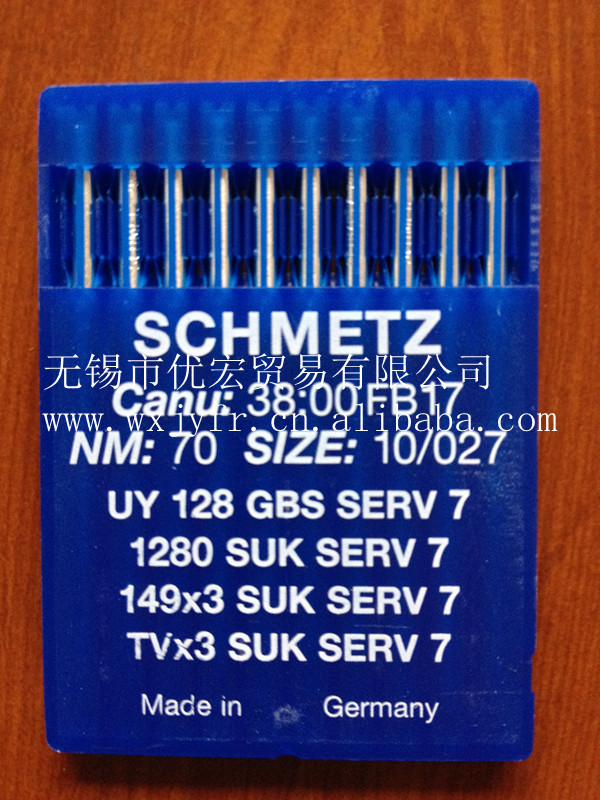 SCHMETZ
无锡市优宏贸易有限公司
Canu: 38:00 FB17
www.wxjyfr.cn.alibaba.com
NM: 70 SIZE: 10/027
UY 128 GBS SERV 7
1280 SUK SERV 7
149x3 SUK SERV 7
TVx3 SUK SERV 7
Made in Germany